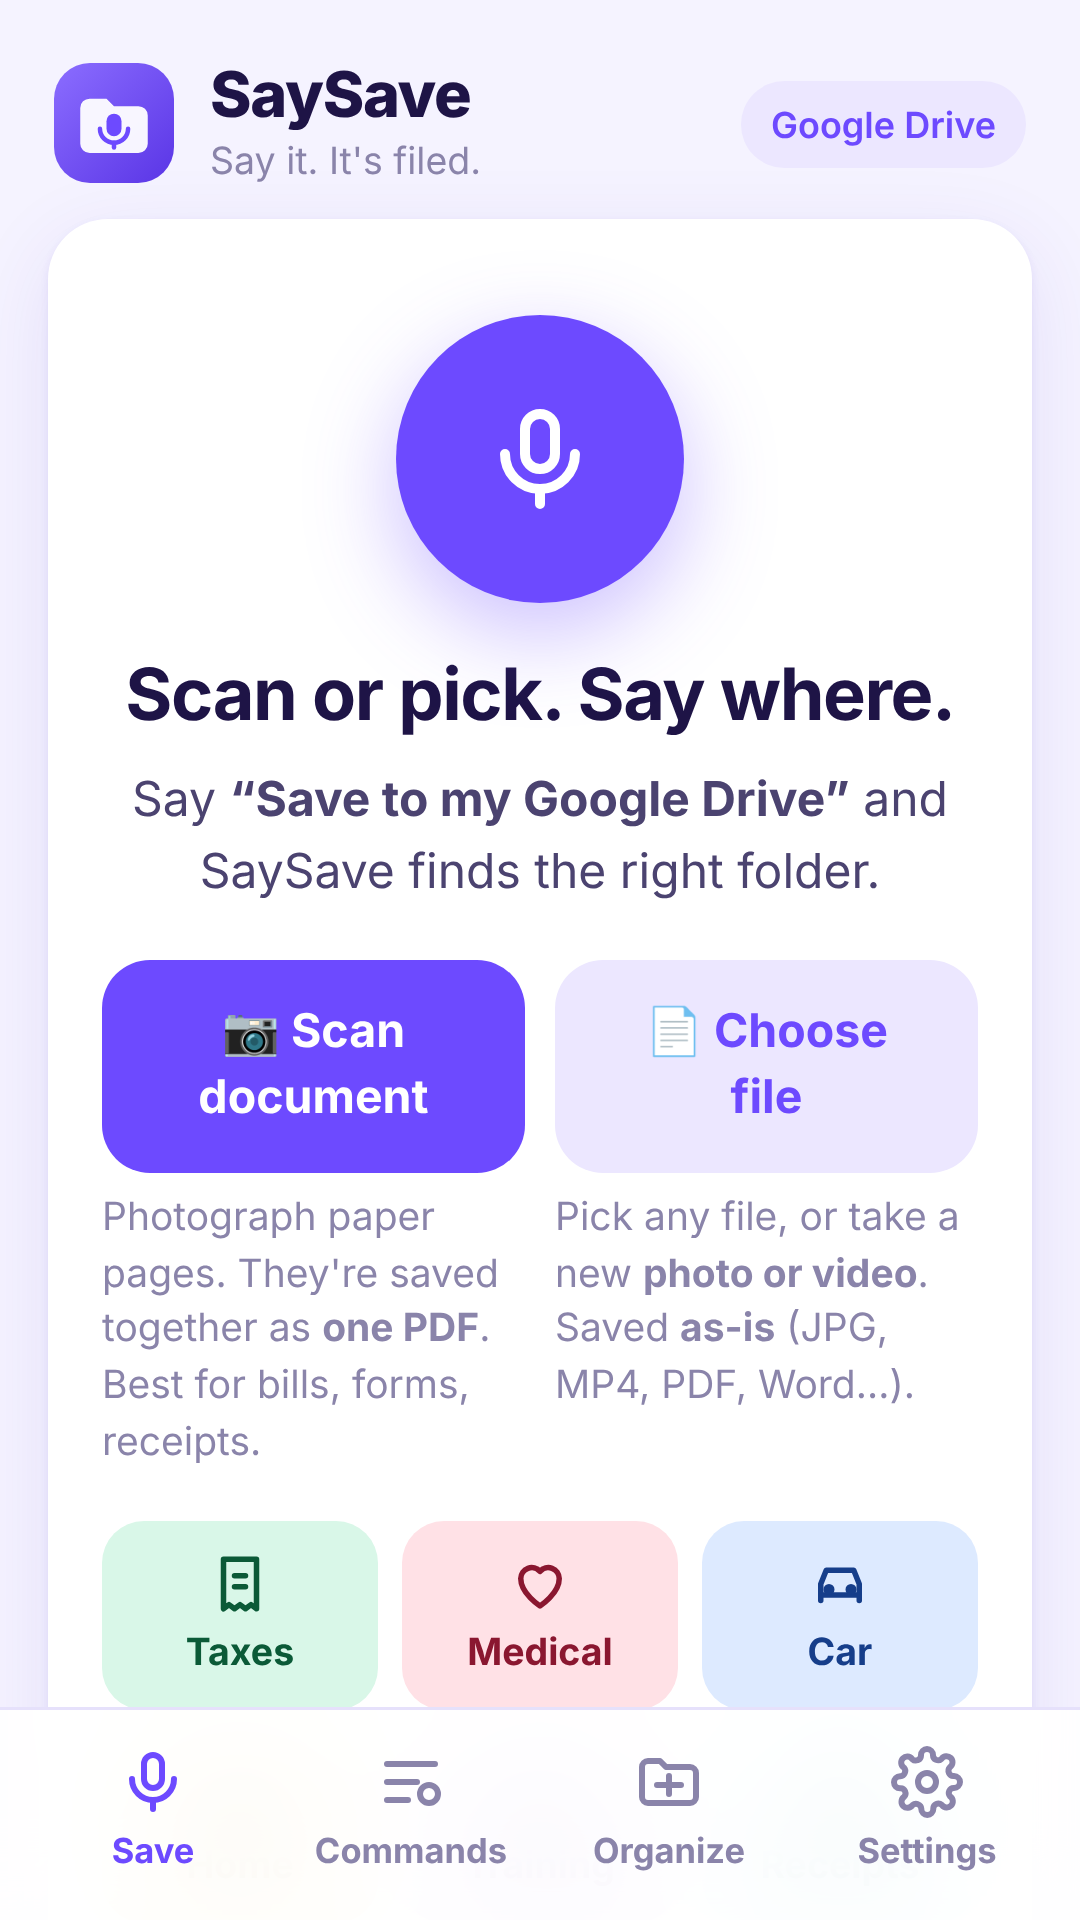 SaySave
Say it. It's filed.
Google Drive
Scan or pick. Say where.
Say “Save to my Google Drive” and
SaySave finds the right folder.
📷 Scan
document
📄 Choose
file
Photograph paper
pages. They're saved
together as one PDF.
Best for bills, forms,
receipts.
Pick any file, or take a
new photo or video.
Saved as-is (JPG,
MP4, PDF, Word...).
Taxes
Medical
Car
Save
Commands
Organize
Settings